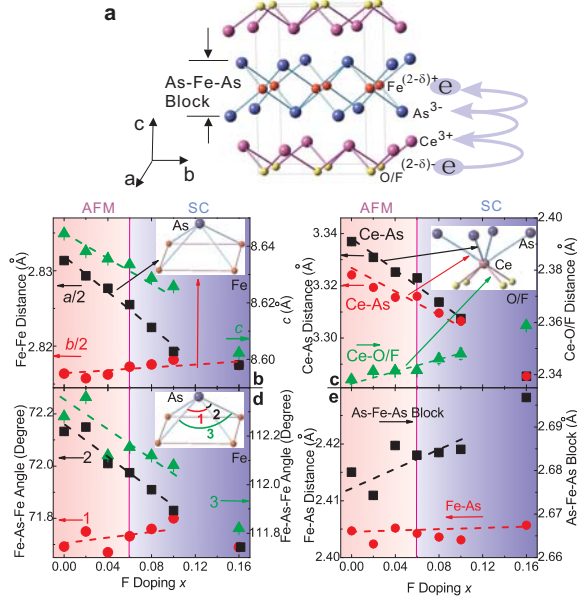 a
As-Fe-As
Block
c
a
b
Fe(2-δ)+
e
As3-
Ce3+
O/F(2-δ)-
e
AFM
SC
As
Fe
Fe-Fe Distance (Å)
2.83
2.82
a/2
b/2
c
b
8.64
8.62
8.60
c (Å)
AFM
SC
Ce-As
Ce-As
Ce-O/F
As
Ce
O/F
Ce-As Distance (Å)
3.34
3.32
3.30
c
2.40
2.38
2.36
2.34
Ce-O/F Distance (Å)
As
1
2
3
Fe
d
Fe-As-Fe Angle (Degree)
72.2
72.0
71.8
2
1
3
112.2
112.0
111.8
Fe-As-Fe Angle (Degree)
0.00 0.04 0.08 0.12 0.16
F Doping x
e
As-Fe-As Block
Fe-As
Fe-As Distance (Å)
2.42
2.41
2.40
2.69
2.68
2.67
2.66
As-Fe-As Block (Å)
0.00 0.04 0.08 0.12 0.16
F Doping x